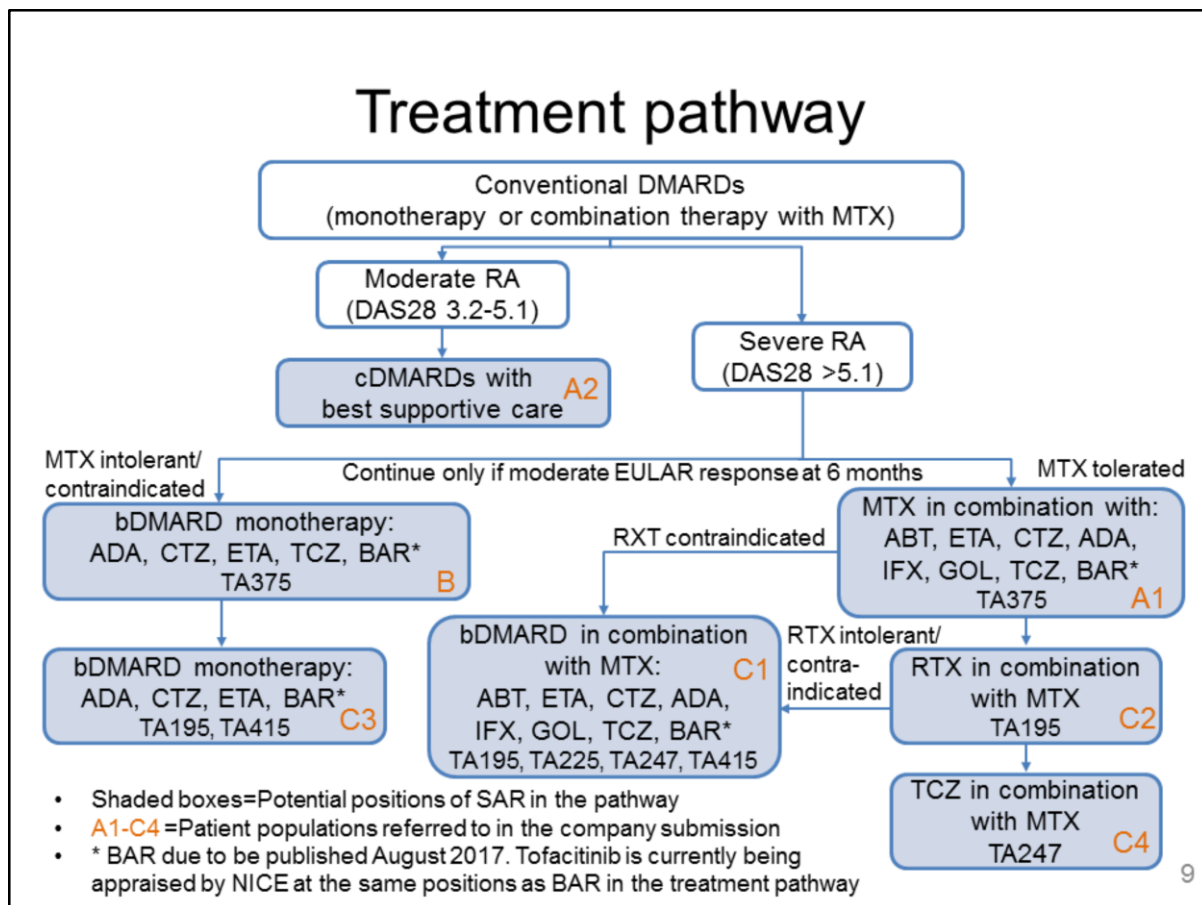 Treatment pathway
Conventional DMARDs
(monotherapy or combination therapy with MTX)
Moderate RA
(DAS28 3.2-5.1)
Severe RA
(DAS28 >5.1)
cDMARDs with
best supportive care
A2
MTX intolerant/
contraindicated
Continue only if moderate EULAR response at 6 months
MTX tolerated
bDMARD monotherapy:
ADA, CTZ, ETA, TCZ, BAR*
TA375
B
RXT contraindicated
MTX in combination with:
ABT, ETA, CTZ, ADA,
IFX, GOL, TCZ, BAR*
TA375
A1
bDMARD monotherapy:
ADA, CTZ, ETA, BAR*
TA195, TA415
C3
bDMARD in combination
with MTX:
C1
ABT, ETA, CTZ, ADA,
IFX, GOL, TCZ, BAR*
TA195, TA225, TA247, TA415
RTX intolerant/
contra-
indicated
RTX in combination
with MTX
TA195
C2
TCZ in combination
with MTX
TA247
C4
• Shaded boxes=Potential positions of SAR in the pathway
• A1-C4 =Patient populations referred to in the company submission
• * BAR due to be published August 2017. Tofacitinib is currently being
appraised by NICE at the same positions as BAR in the treatment pathway
9